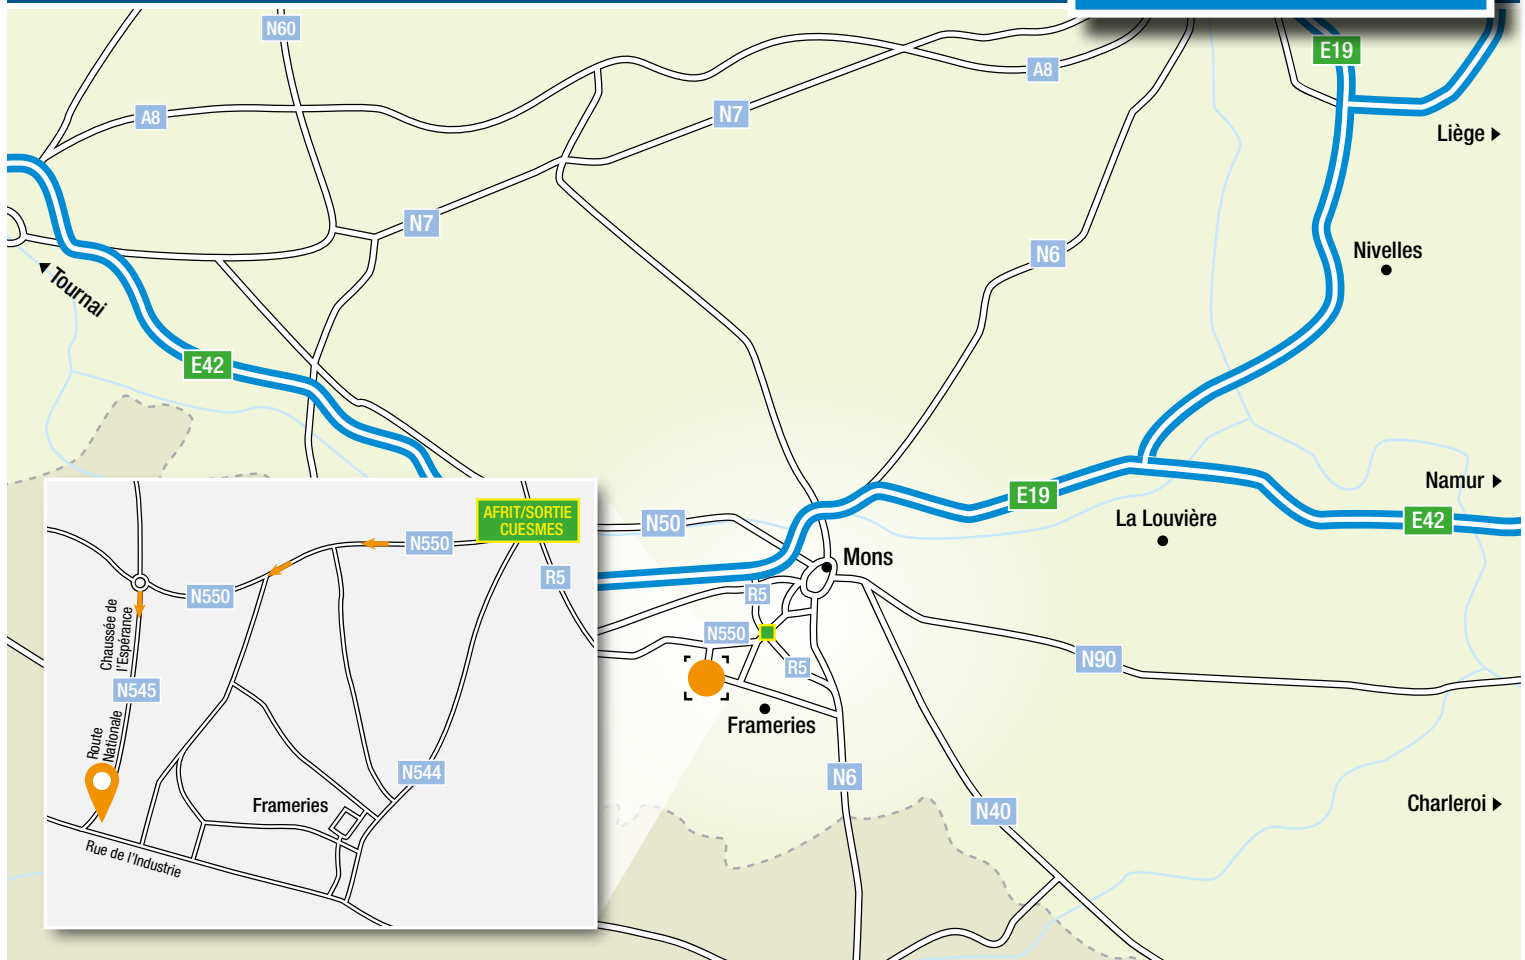 N60
E19
A8
A8
N7
Liège
N7
N6
Nivelles
Tournai
E42
Namur
E19
La Louvière
E42
N50
Mons
R5
N550
R5
N90
Frameries
N6
N40
Charleroi
AFRIT/SORTIE
CUESMES
N550
R5
N550
Chaussée de
l'Espérance
N545
Route
Nationale
N544
Frameries
Rue de l'Industrie